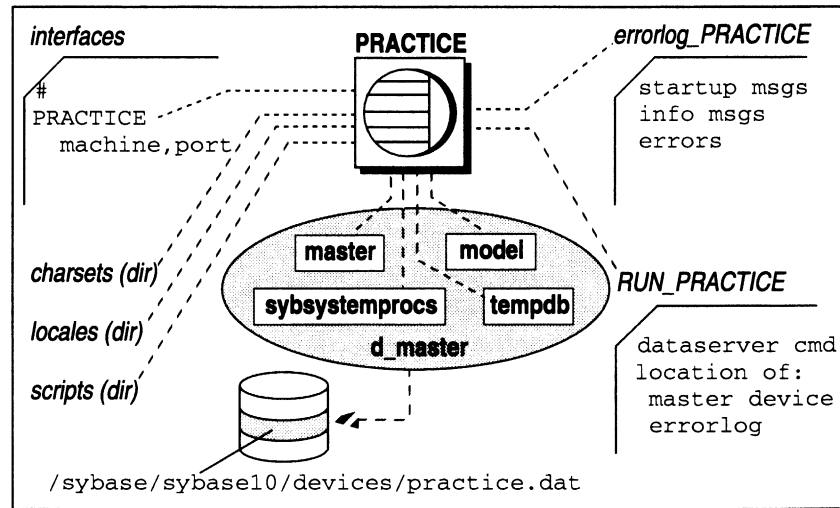 interfaces
#
PRACTICE
machine,port
charsets (dir)
locales (dir)
scripts (dir)
PRACTICE
master
model
sybsystemprocs
tempdb
d_master
/sybase/sybase10/devices/practice.dat
errorlog_PRACTICE
startup msgs
info msgs
errors
RUN_PRACTICE
dataserver cmd
location of:
master device
errorlog